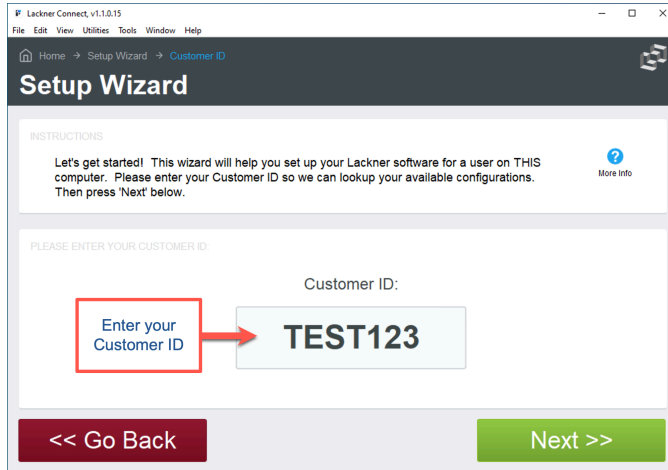 Lackner Connect, v1.1.0.15
File Edit View Utilities Tools Window Help
Home → Setup Wizard → Customer ID
Setup Wizard
INSTRUCTIONS
Let's get started! This wizard will help you set up your Lackner software for a user on THIS
computer. Please enter your Customer ID so we can lookup your available configurations.
Then press 'Next' below.
?
More Info
PLEASE ENTER YOUR CUSTOMER ID:
Customer ID:
Enter your
Customer ID
TEST123
<< Go Back
Next >>